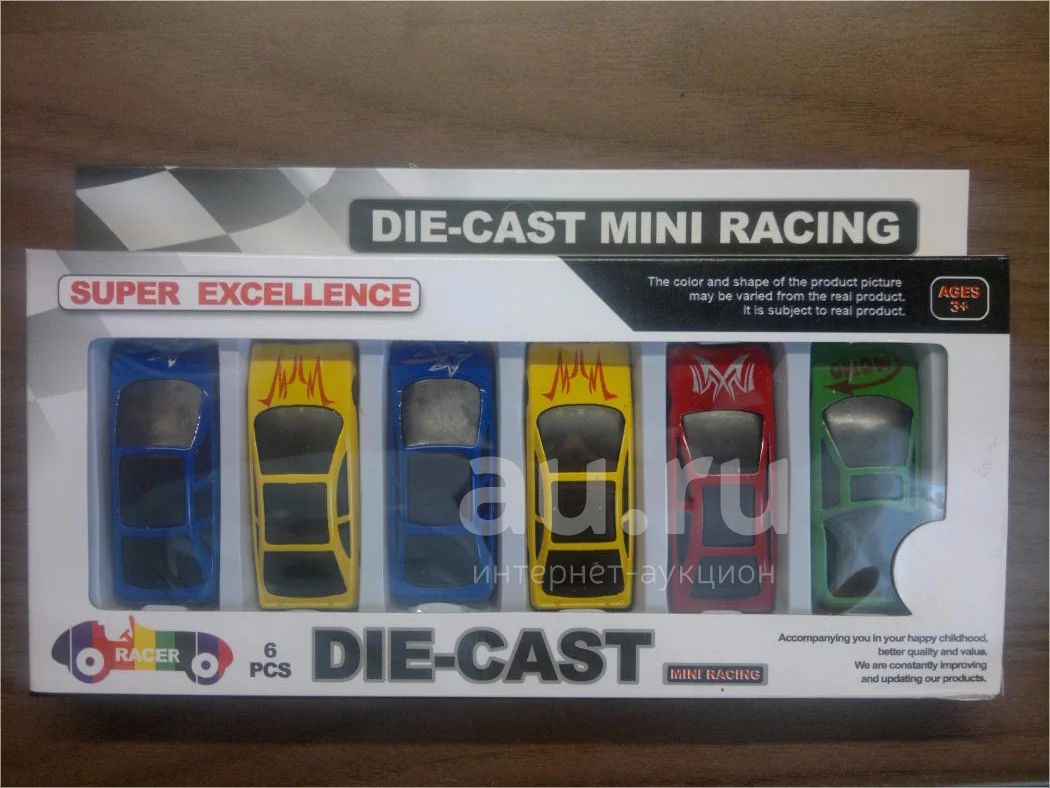 DIE-CAST MINI RACING
SUPER EXCELLENCE
The color and shape of the product picture
may be varied from the real product.
It is subject to real product.
AGES
3+
au.ru
интернет-аукцион
RACER
6
PCS
DIE-CAST
MINI RACING
Accompanying you in your happy childhood,
better quality and value.
We are constantly improving
and updating our products.